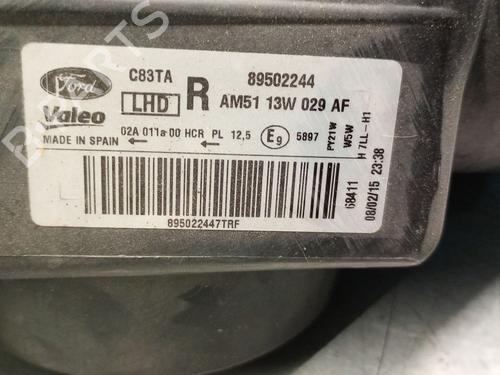 Ford
C83TA
89502244
Valeo
LHD R AM51 13W 029 AF
MADE IN SPAIN
02A 011a 00 HCR PL 12,5 E9 5897
PY21W
W5W
H 7LL-H1
895022447TRF
68411
08/02/15 23:38